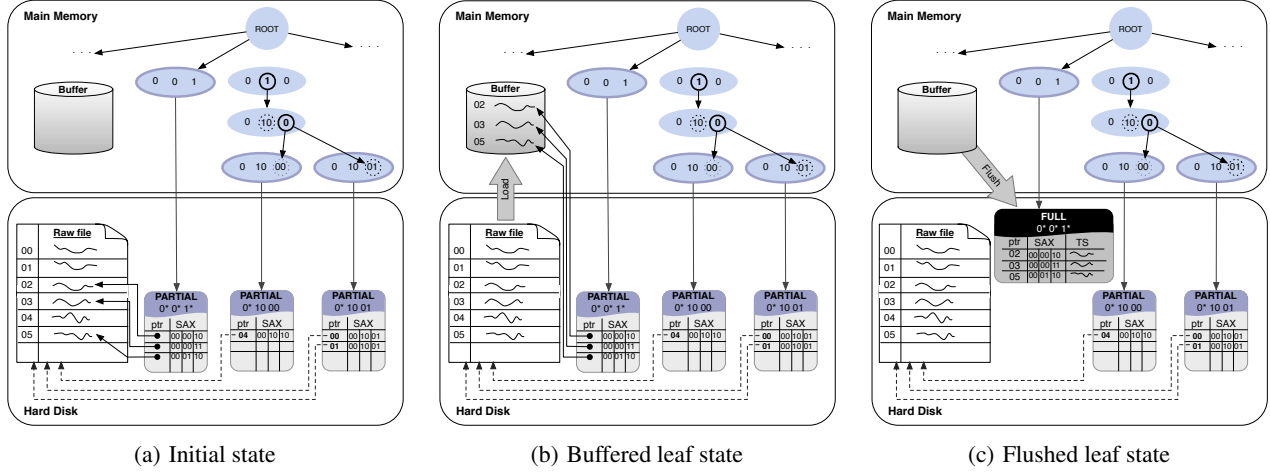 Main Memory
ROOT
. . .
. . .
Buffer
0 0 1
0 1 0
0 10 0
0 10 00
0 10 01
Raw file
00
01
02
03
04
05
PARTIAL
0* 0* 1*
ptr SAX
00 00 10
00 00 11
00 01 10
PARTIAL
0* 10 00
ptr SAX
04 00 10 10
PARTIAL
0* 10 01
ptr SAX
00 00 10 01
01 00 10 01
Hard Disk
(a) Initial state
Main Memory
ROOT
. . .
. . .
Buffer
02
03
05
0 0 1
0 1 0
0 10 0
0 10 00
0 10 01
Load
Raw file
00
01
02
03
04
05
PARTIAL
0* 0* 1*
ptr SAX
00 00 10
00 00 11
00 01 10
PARTIAL
0* 10 00
ptr SAX
04 00 10 10
PARTIAL
0* 10 01
ptr SAX
00 00 10 01
01 00 10 01
Hard Disk
(b) Buffered leaf state
Main Memory
ROOT
. . .
. . .
Buffer
0 0 1
0 1 0
0 10 0
0 10 00
0 10 01
Flush
FULL
0* 0* 1*
ptr SAX TS
02 00 00 10
03 00 00 11
05 00 01 10
Raw file
00
01
02
03
04
05
PARTIAL
0* 10 00
ptr SAX
04 00 10 10
PARTIAL
0* 10 01
ptr SAX
00 00 10 01
01 00 10 01
Hard Disk
(c) Flushed leaf state